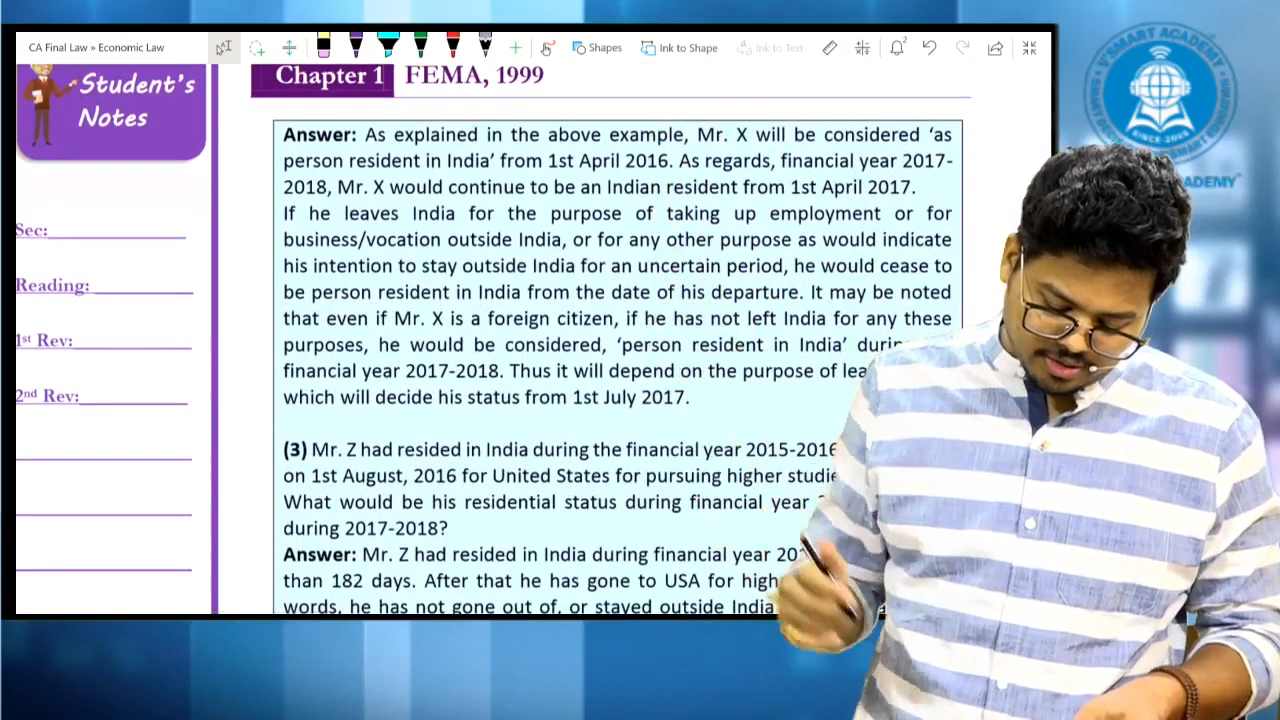 CA Final Law » Economic Law
Shapes
Ink to Shape
Ink to Text
2
V'SMART ACADEMY
SINCE-2006
ADEMY
Student's
Notes
Chapter 1 FEMA, 1999
Answer: As explained in the above example, Mr. X will be considered ‘as
person resident in India’ from 1st April 2016. As regards, financial year 2017-
2018, Mr. X would continue to be an Indian resident from 1st April 2017.
If he leaves India for the purpose of taking up employment or for
business/vocation outside India, or for any other purpose as would indicate
his intention to stay outside India for an uncertain period, he would cease to
be person resident in India from the date of his departure. It may be noted
that even if Mr. X is a foreign citizen, if he has not left India for any these
purposes, he would be considered, ‘person resident in India’
financial year 2017-2018. Thus it will depend on the purpose of
which will decide his status from 1st July 2017.
(3) Mr. Z had resided in India during the financial year 2015-2016
on 1st August, 2016 for United States for pursuing higher
What would be his residential status during financial year
during 2017-2018?
Answer: Mr. Z had resided in India during financial year
than 182 days. After that he has gone to USA for
words, he has not gone out of, or stayed outside India
Sec:
Reading:
1st Rev:
2nd Rev: